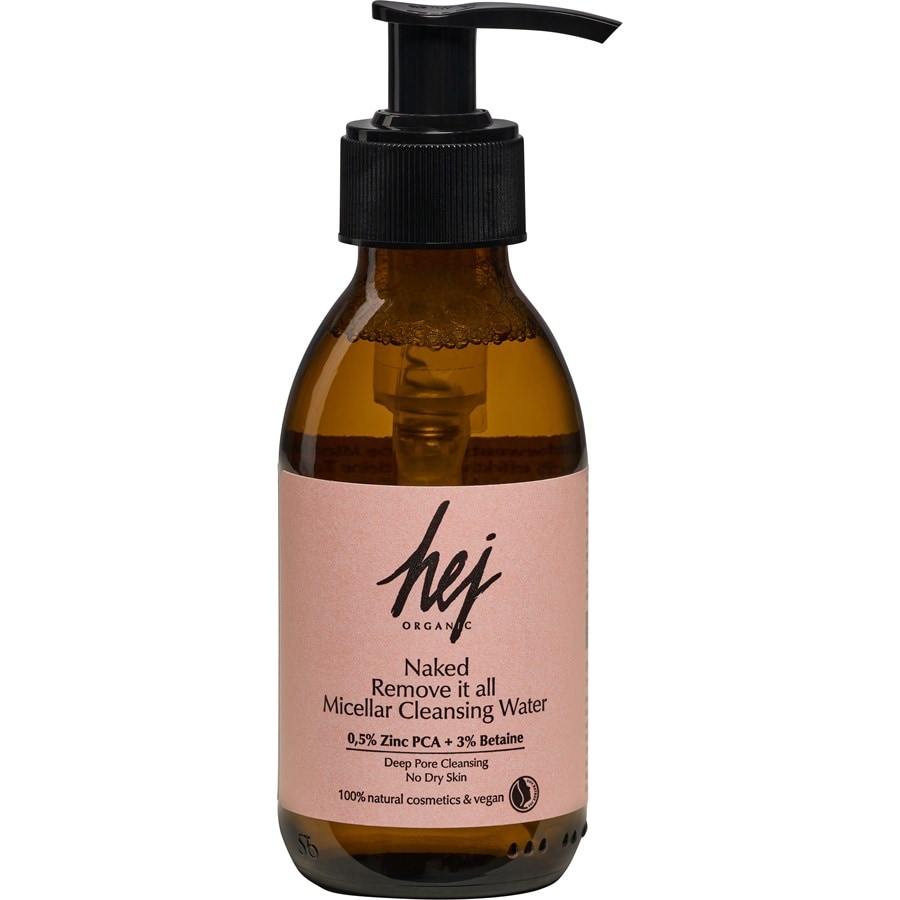 hej
ORGANIC
Naked
Remove it all
Micellar Cleansing Water
0,5% Zinc PCA + 3% Betaine
Deep Pore Cleansing
No Dry Skin
100% natural cosmetics & vegan